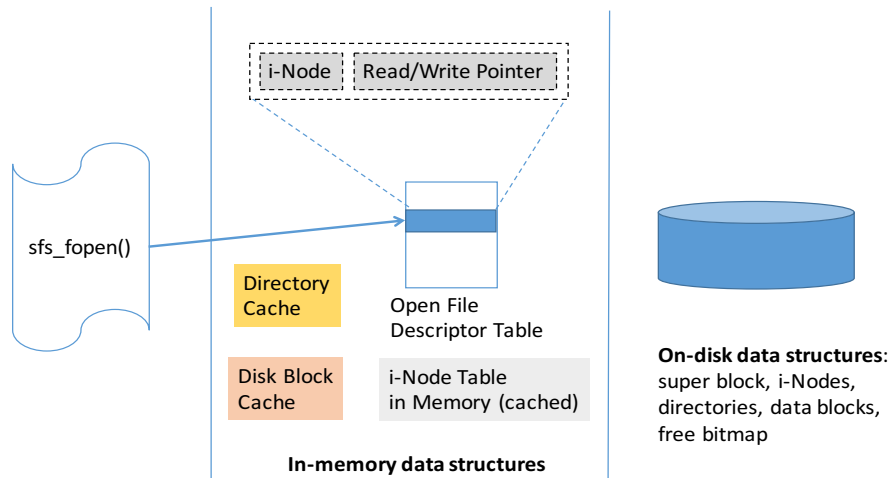 i-Node
Read/Write Pointer
sfs_fopen()
Directory
Cache
Open File
Descriptor Table
Disk Block
Cache
i-Node Table
in Memory (cached)
In-memory data structures
On-disk data structures:
super block, i-Nodes,
directories, data blocks,
free bitmap